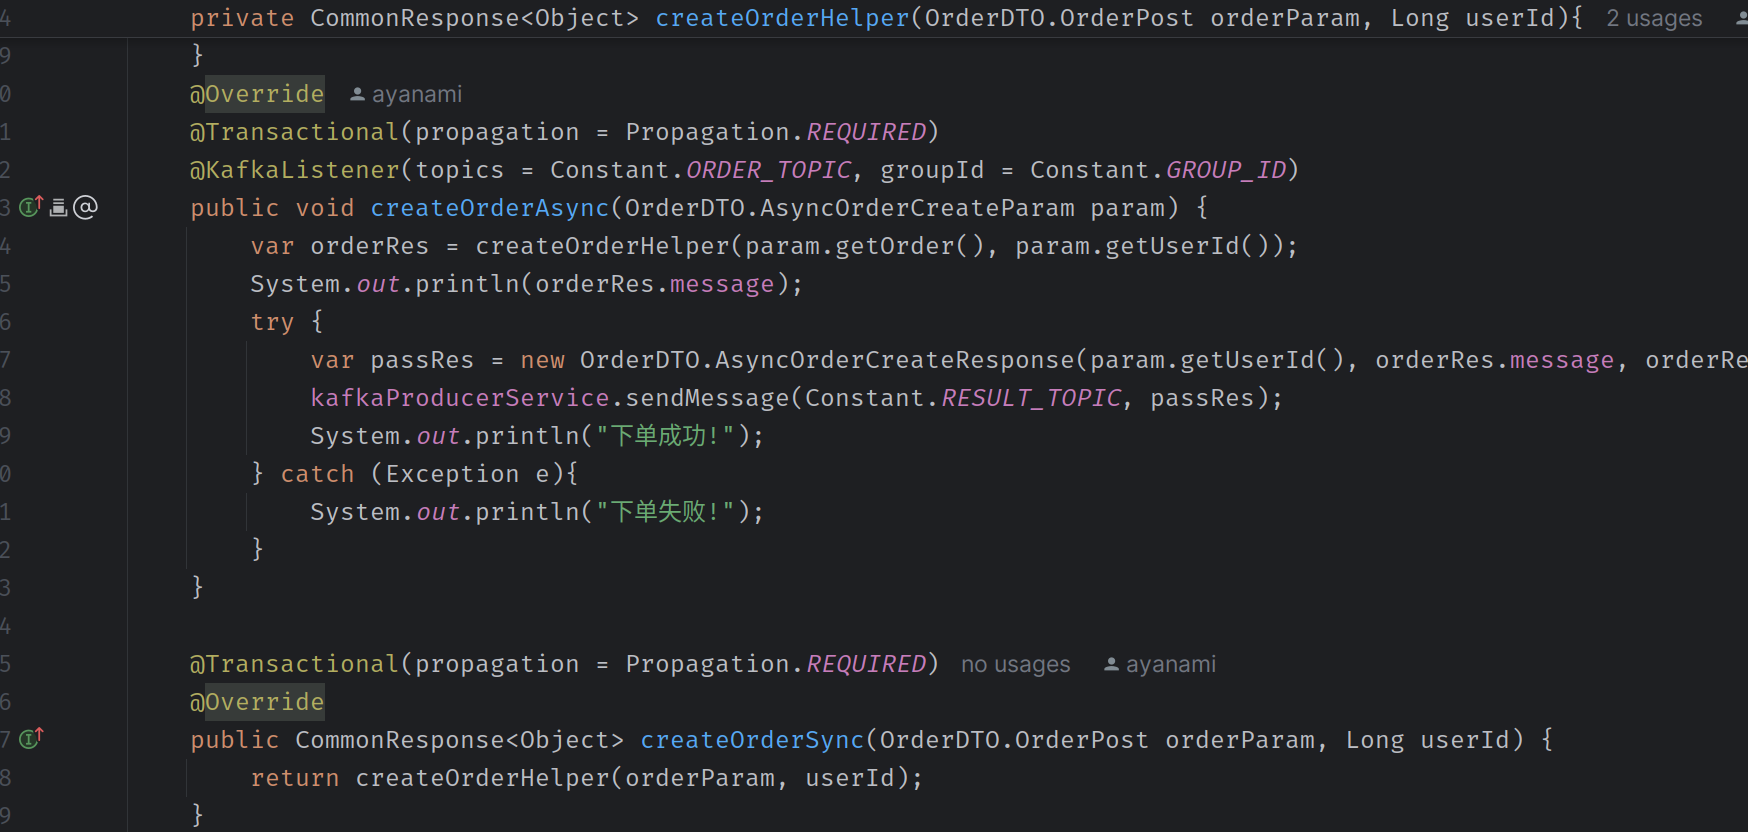 4 private CommonResponse<Object> createOrderHelper(OrderDTO.OrderPost orderParam, Long userId){ 2 usages
9 }
0 @Override ayanami
1 @Transactional(propagation = Propagation.REQUIRED)
2 @KafkaListener(topics = Constant.ORDER_TOPIC, groupId = Constant.GROUP_ID)
3 public void createOrderAsync(OrderDTO.AsyncOrderCreateParam param) {
4 var orderRes = createOrderHelper(param.getOrder(), param.getUserId());
5 System.out.println(orderRes.message);
6 try {
7 var passRes = new OrderDTO.AsyncOrderCreateResponse(param.getUserId(), orderRes.message, orderRe
8 kafkaProducerService.sendMessage(Constant.RESULT_TOPIC, passRes);
9 System.out.println("下单成功!");
0 } catch (Exception e){
1 System.out.println("下单失败!");
2 }
3 }
4
5 @Transactional(propagation = Propagation.REQUIRED) no usages ayanami
6 @Override
7 public CommonResponse<Object> createOrderSync(OrderDTO.OrderPost orderParam, Long userId) {
8 return createOrderHelper(orderParam, userId);
9 }